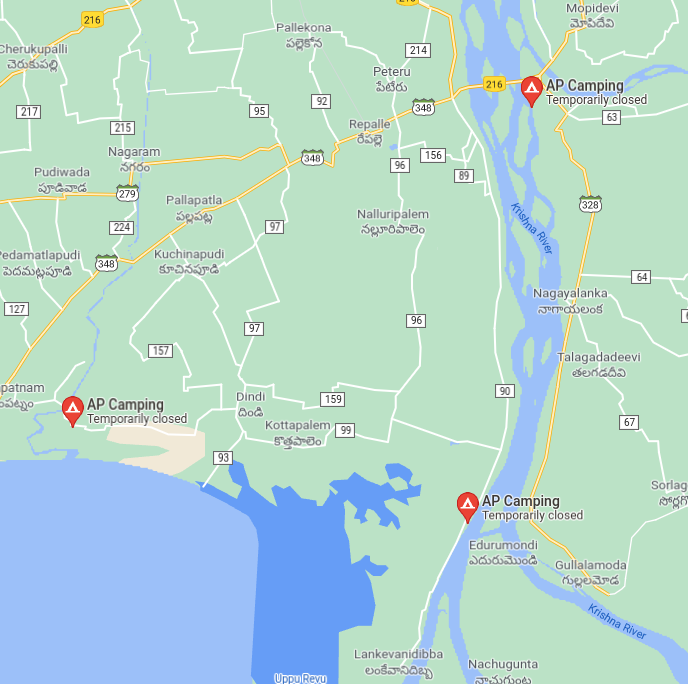 216
Mopidevi
మోపిదేవి
216
Pallekona
పల్లెకోన
Cherukupalli
చెరుకుపల్లి
214
Peteru
పేటేరు
216
AP Camping
Temporarily closed
217
95
92
348
63
215
Repalle
రేపల్లె
Nagaram
నగరం
348
156
96
89
Pudiwada
పూడివాడ
279
Pallapatla
పల్లపట్ల
328
224
97
Nalluripalem
నల్లూరిపాలెం
Krishna River
Pedamatlapudi
పెదమట్లపూడి
348
Kuchinapudi
కూచినపూడి
64
Nagayalanka
నాగాయలంక
127
97
96
157
Talagadadeevi
తలగడదీవి
AP Camping
Temporarily closed
Dindi
దిండి
159
90
67
Kottapalem
కొత్తపాలెం
99
93
AP Camping
Temporarily closed
Edurumondi
ఎదురుమొండి
Gullalamoda
గుల్లలమోడ
Krishna River
Lankevanidibba
లంకేవానిదిబ్బ
Nachugunta
నాచుగుంట
Uppu Revu